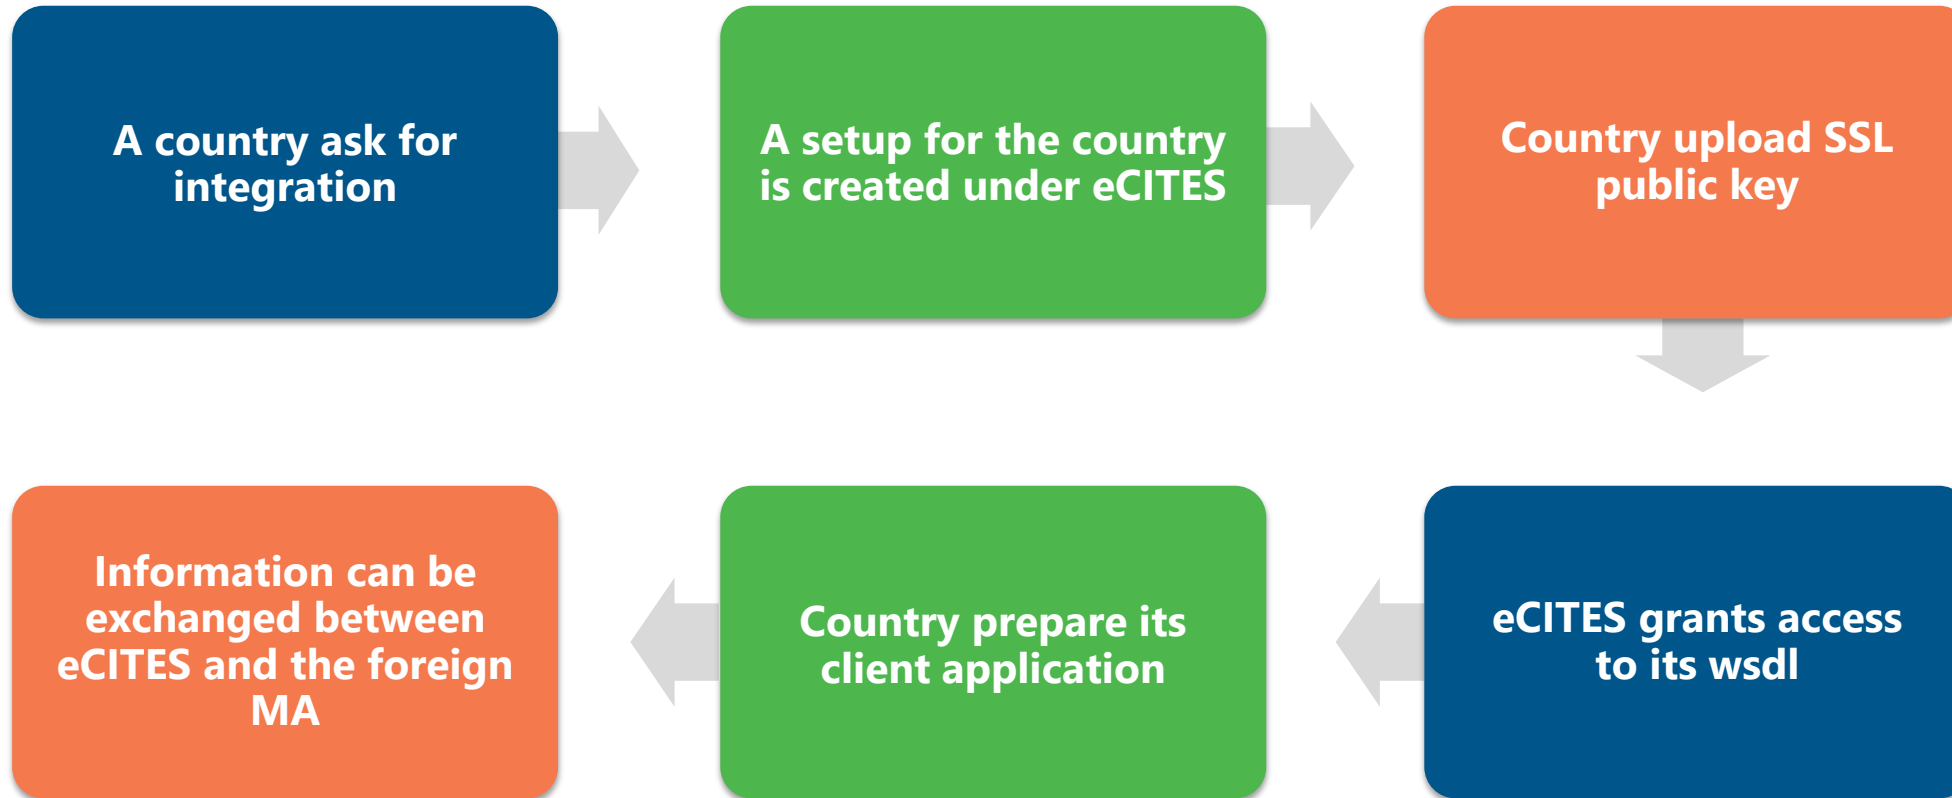 A country ask for
integration
A setup for the country
is created under eCITES
Country upload SSL
public key
eCITES grants access
to its wsdl
Country prepare its
client application
Information can be
exchanged between
eCITES and the foreign
MA